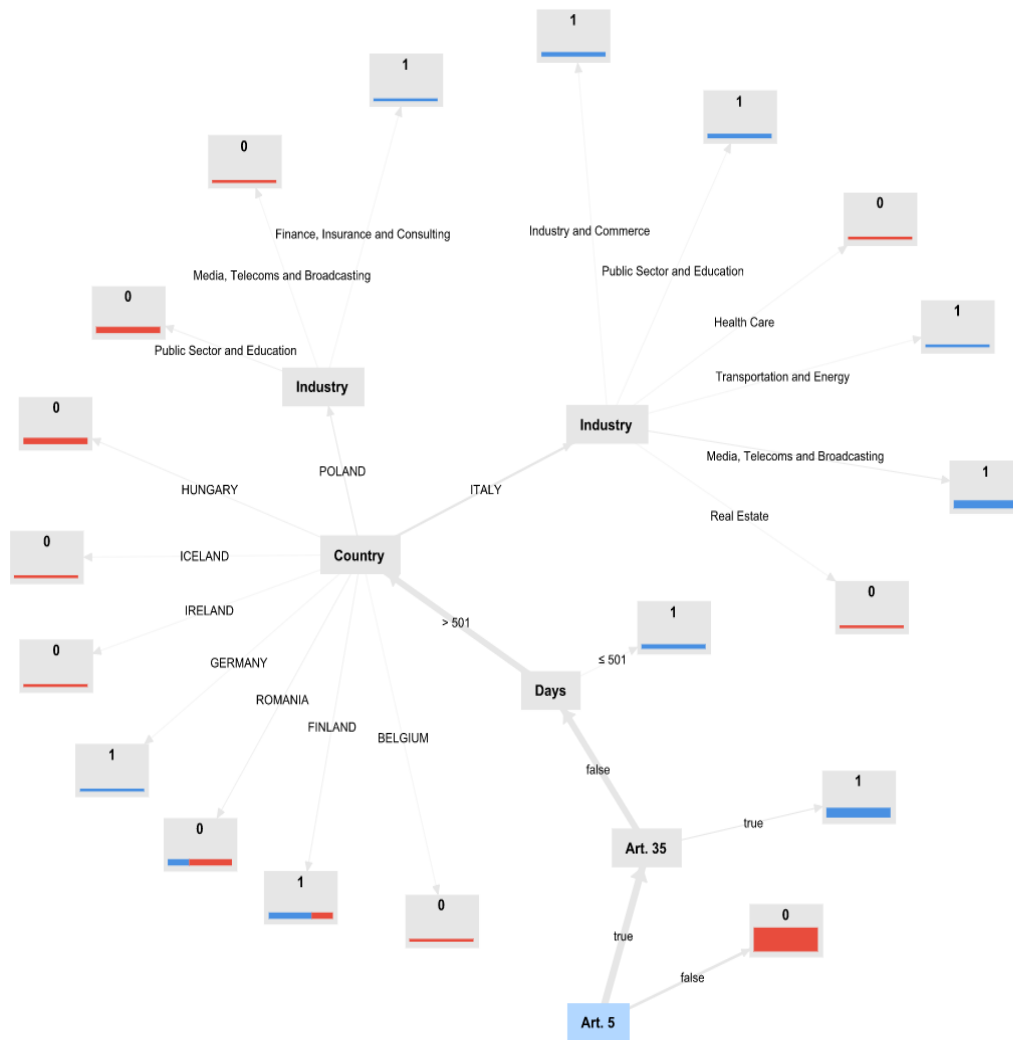 1
1
1
0
0
Finance, Insurance and Consulting
Industry and Commerce
Media, Telecoms and Broadcasting
Public Sector and Education
0
Health Care
1
Public Sector and Education
Transportation and Energy
Industry
0
Industry
Media, Telecoms and Broadcasting
POLAND
ITALY
1
HUNGARY
Real Estate
0
ICELAND
Country
0
IRELAND
> 501
1
0
≤ 501
GERMANY
Days
ROMANIA
FINLAND
BELGIUM
1
false
1
0
true
Art. 35
1
0
0
true
false
Art. 5